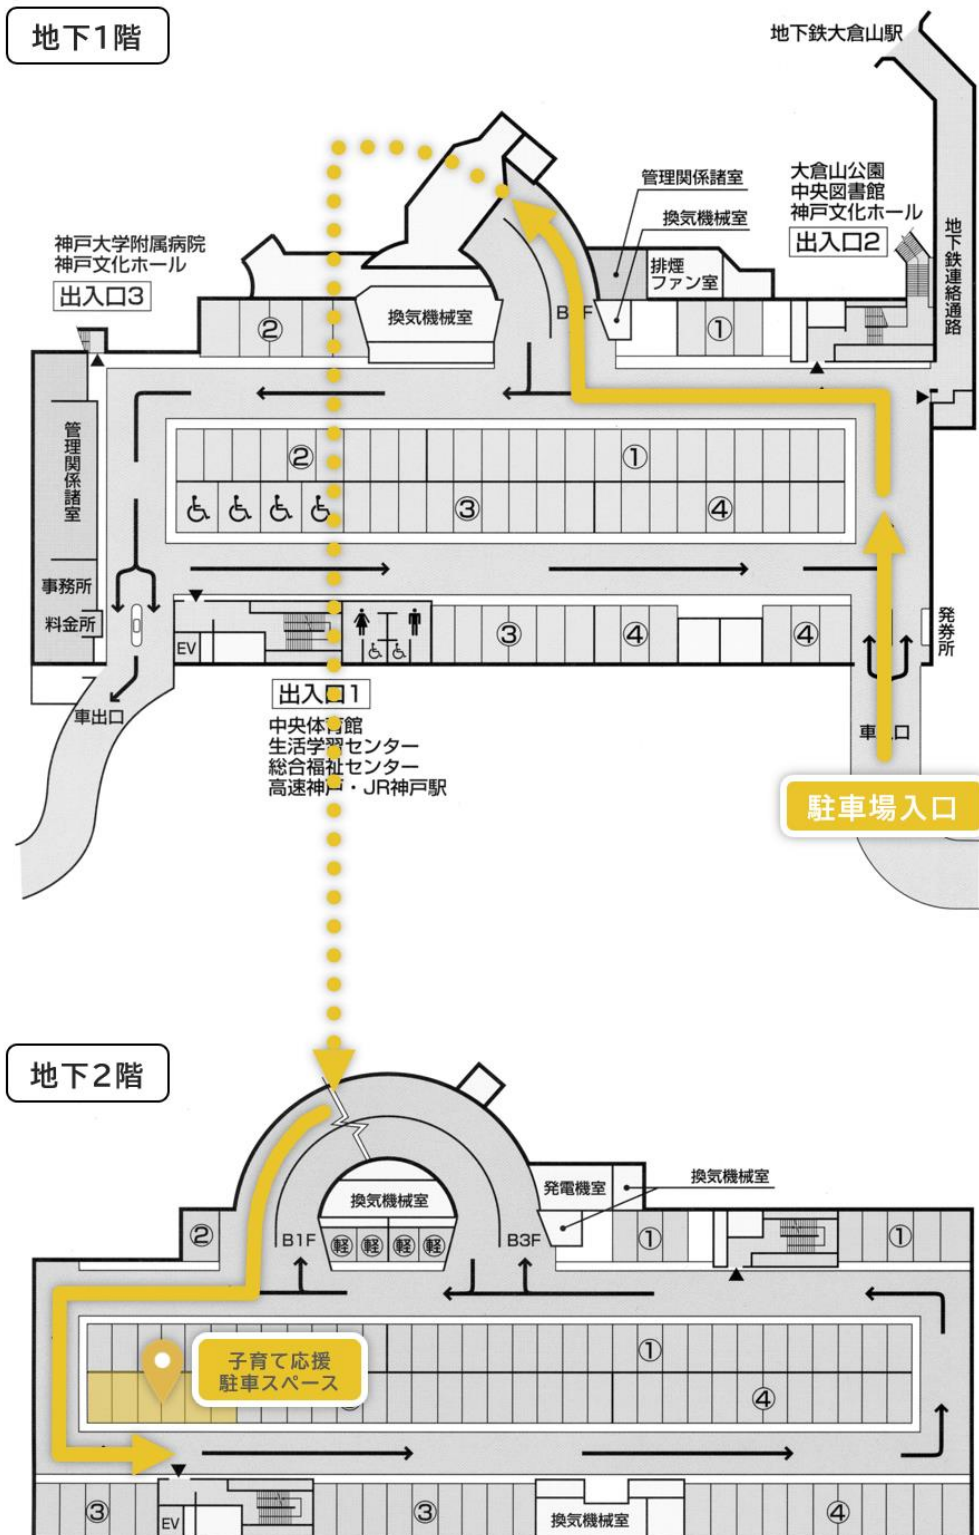 地下1階
地下鉄大倉山駅
管理関係諸室
換気機械室
大倉山公園
中央図書館
神戸文化ホール
出入口2
地下鉄連絡通路
神戸大学附属病院
神戸文化ホール
出入口3
排煙
ファン室
②
換気機械室
①
管理関係諸室
②
①
③
④
事務所
料金所
EV
③
④
④
発券所
車出口
出入口1
中央体育館
生活学習センター
総合福祉センター
高速神戸・JR神戸駅
駐車場入口
地下2階
換気機械室
発電機室
換気機械室
②
B1F
軽
軽
軽
軽
B3F
①
①
子育て応援
駐車スペース
①
④
③
EV
③
換気機械室
④